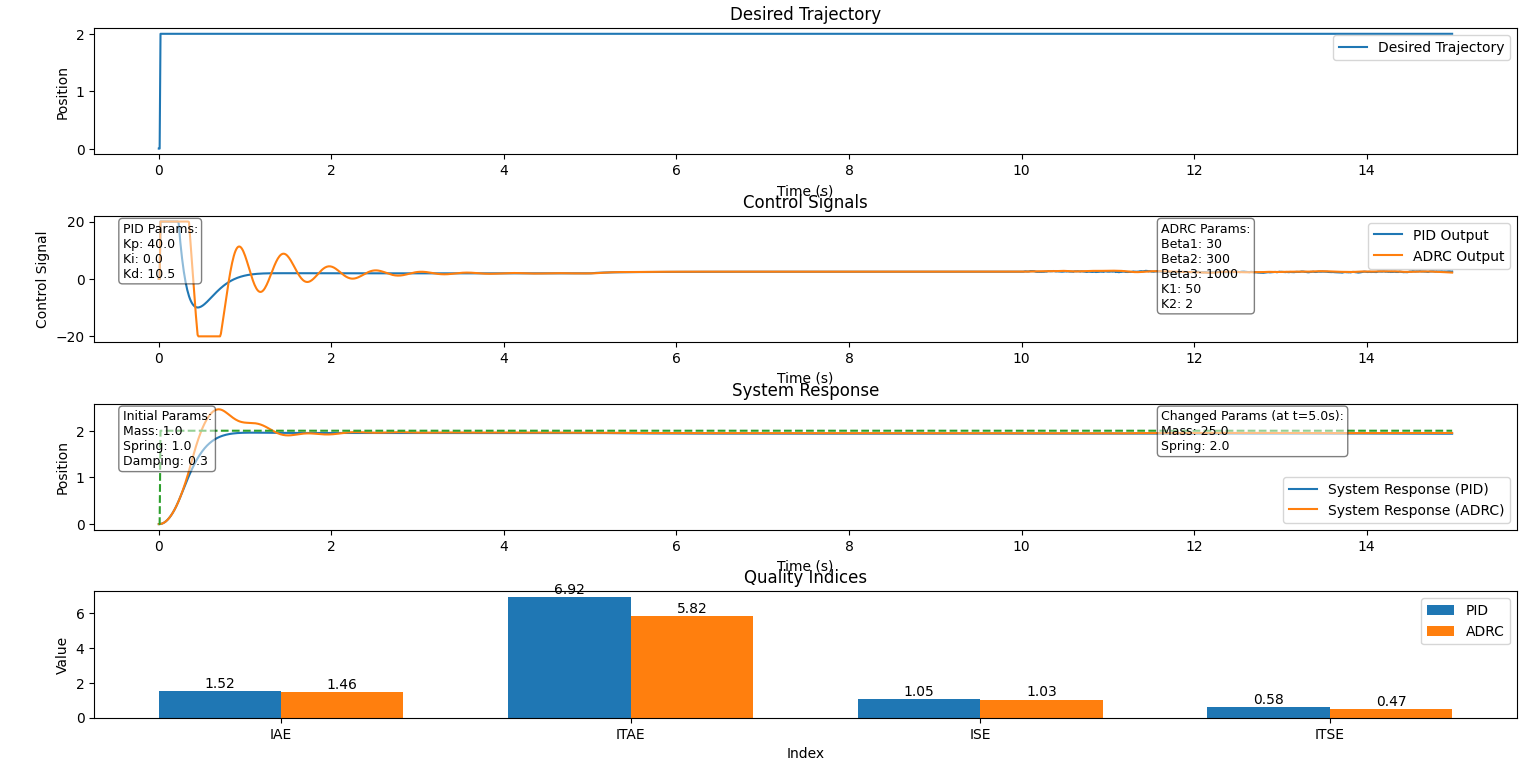 Desired Trajectory
2
1
0
Position
Desired Trajectory
0 2 4 6 8 10 12 14
Time (s)
Control Signals
20
0
−20
Control Signal
PID Params:
Kp: 40.0
Ki: 0.0
Kd: 10.5
ADRC Params:
Beta1: 30
Beta2: 300
Beta3: 1000
K1: 50
K2: 2
PID Output
ADRC Output
0 2 4 6 8 10 12 14
Time (s)
System Response
2
1
0
Position
Initial Params:
Mass: 1.0
Spring: 1.0
Damping: 0.3
Changed Params (at t=5.0s):
Mass: 25.0
Spring: 2.0
System Response (PID)
System Response (ADRC)
0 2 4 6 8 10 12 14
Time (s)
Quality Indices
6
4
2
0
Value
1.52
1.46
6.92
5.82
1.05
1.03
0.58
0.47
PID
ADRC
IAE ITAE ISE ITSE
Index